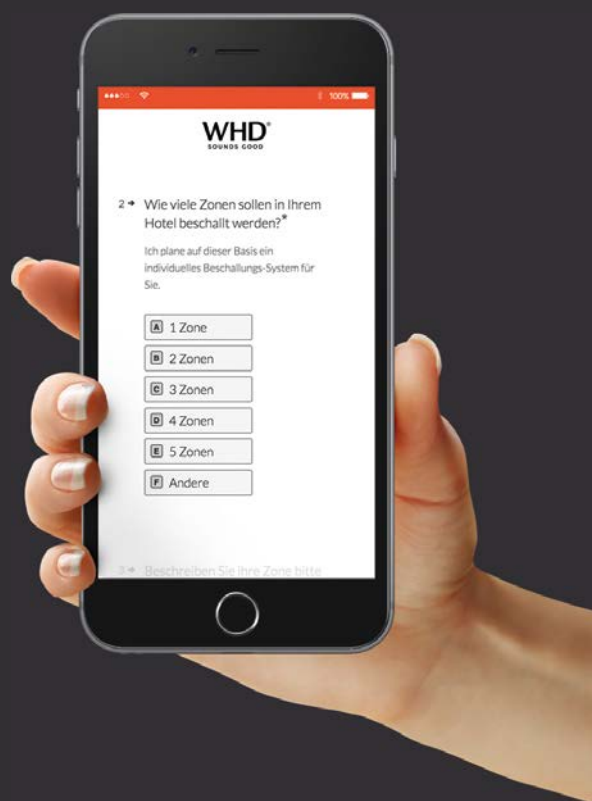 100%
WHD®
SOUNDS GOOD
2 → Wie viele Zonen sollen in Ihrem
Hotel beschallt werden?*
Ich plane auf dieser Basis ein
individuelles Beschallungs-System für
Sie.
A 1 Zone
B 2 Zonen
C 3 Zonen
D 4 Zonen
E 5 Zonen
F Andere
3 → Beschreiben Sie ihre Zone bitte